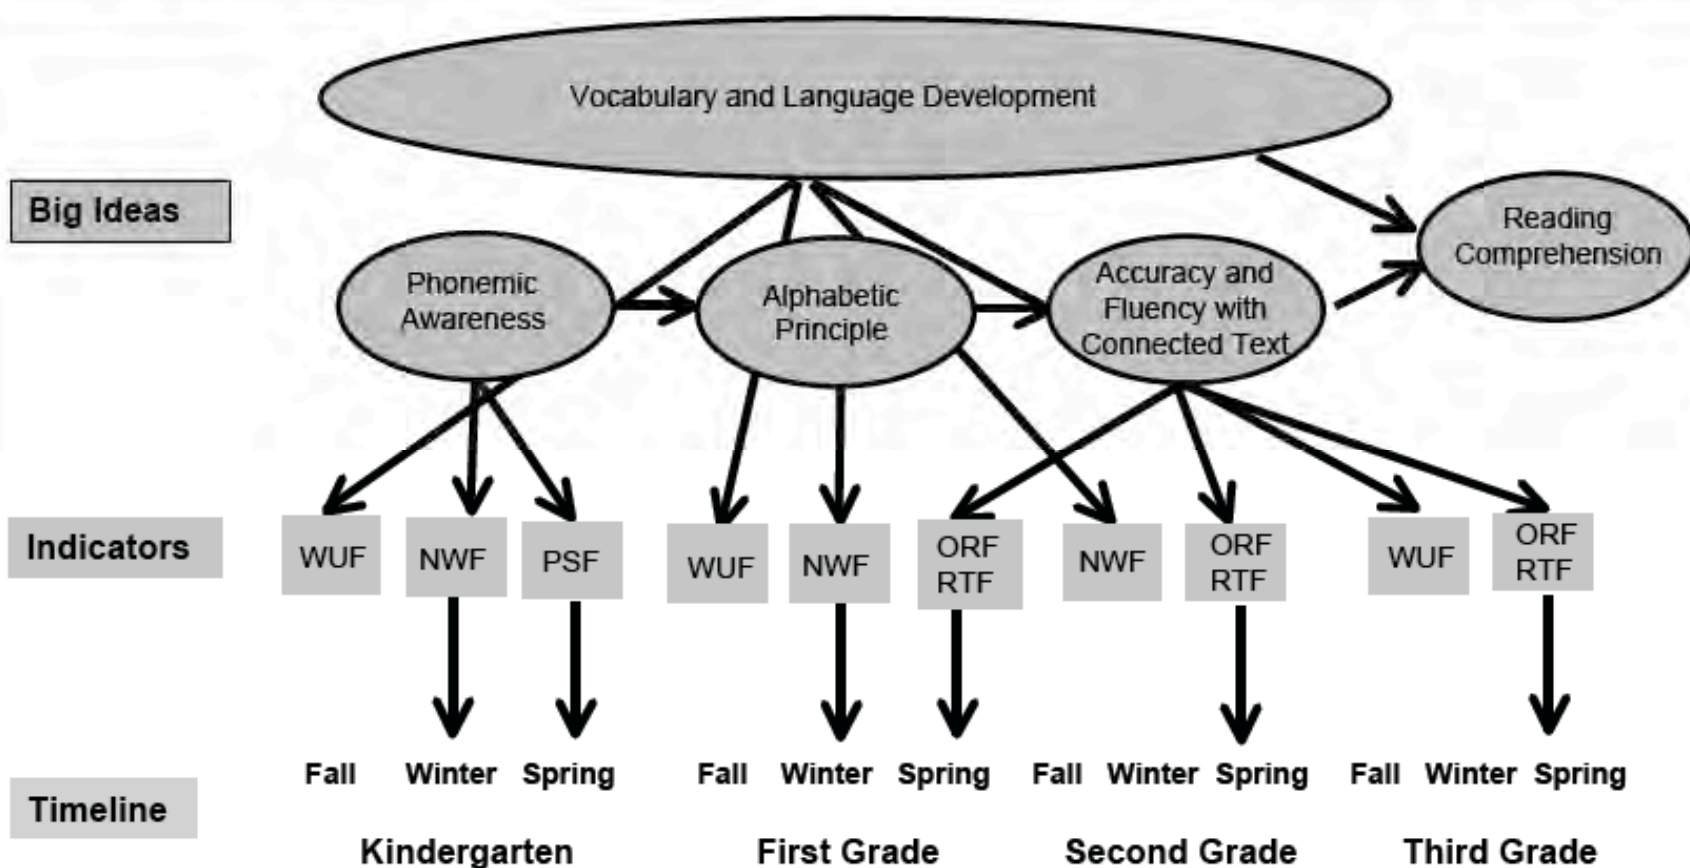 Vocabulary and Language Development
Big Ideas
Phonemic
Awareness
Alphabetic
Principle
Accuracy and
Fluency with
Connected Text
Reading
Comprehension
Indicators
WUF
NWF
PSF
WUF
NWF
ORF
RTF
NWF
ORF
RTF
WUF
ORF
RTF
Fall Winter Spring Fall Winter Spring Fall Winter Spring Fall Winter Spring
Timeline
Kindergarten First Grade Second Grade Third Grade